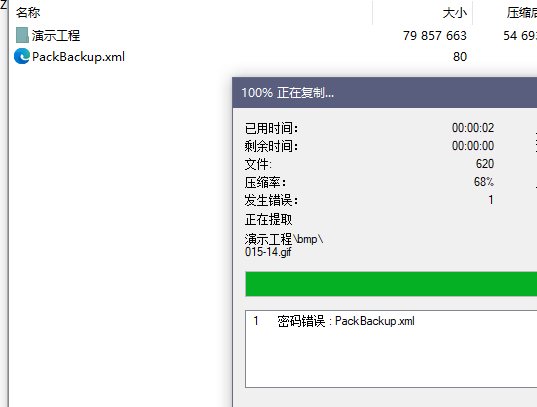 名称 大小 压缩后
演示工程 79 857 663 54 69
PackBackup.xml 80
100% 正在复制...
已用时间: 00:00:02
剩余时间: 00:00:00
文件: 620
压缩率: 68%
发生错误: 1
正在提取
演示工程\bmp\
015-14.gif
1 密码错误 : PackBackup.xml